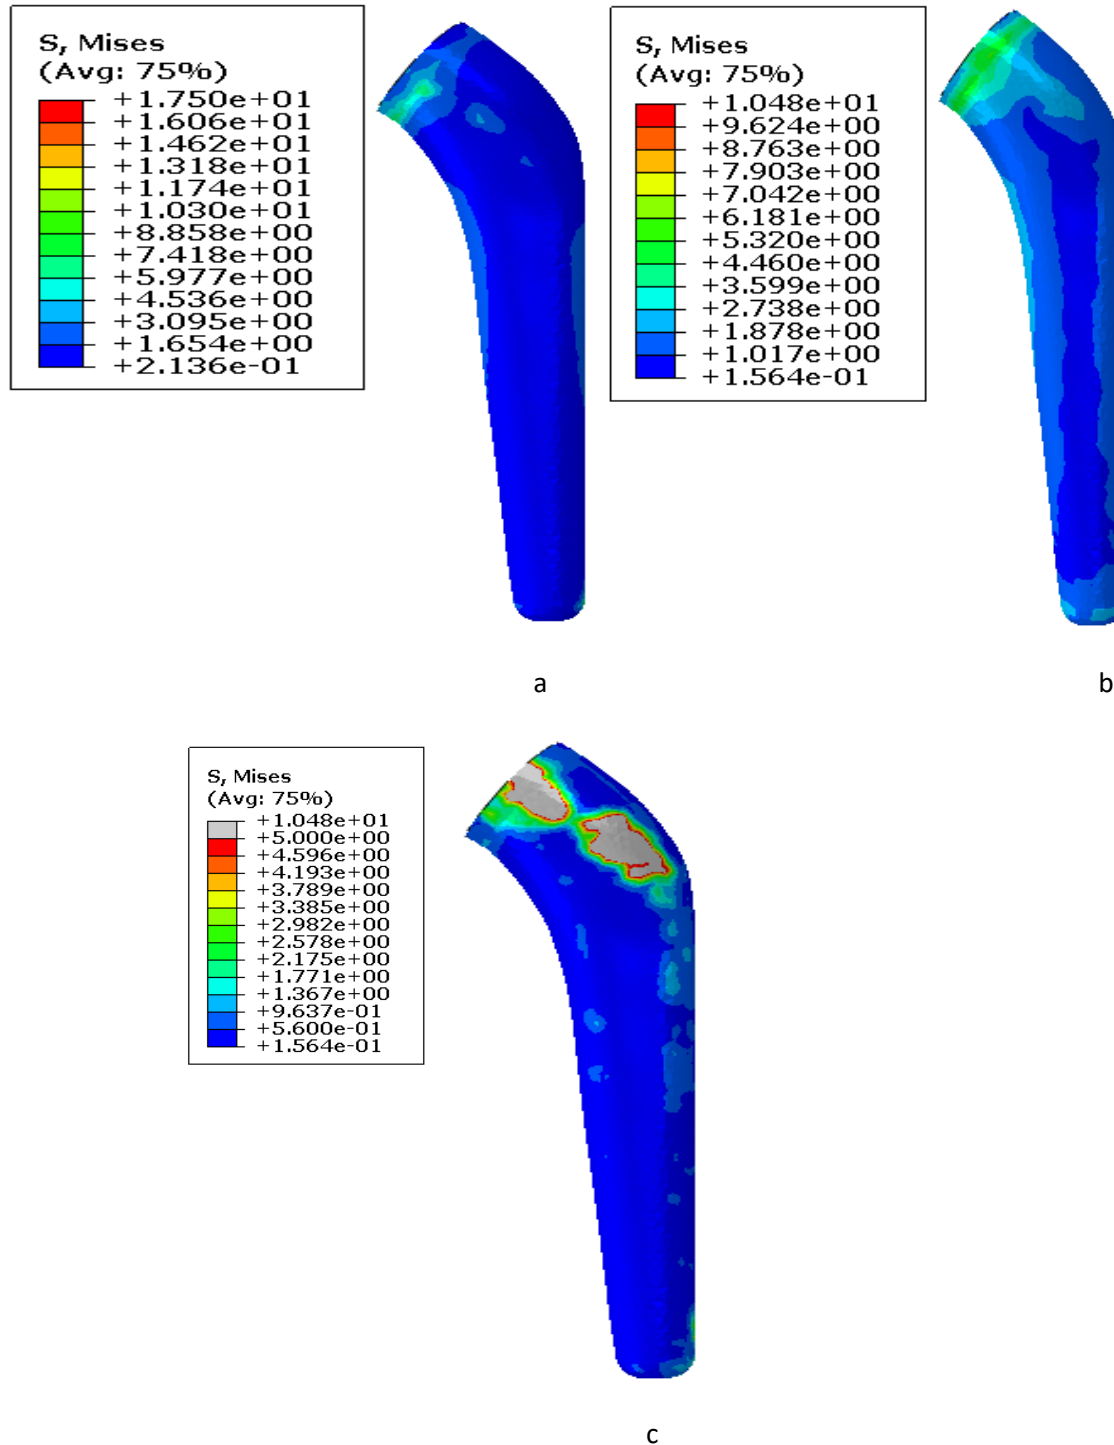 S, Mises
(Avg: 75%)
+1.750e+01
+1.606e+01
+1.462e+01
+1.318e+01
+1.174e+01
+1.030e+01
+8.858e+00
+7.418e+00
+5.977e+00
+4.536e+00
+3.095e+00
+1.654e+00
+2.136e-01
S, Mises
(Avg: 75%)
+1.048e+01
+9.624e+00
+8.763e+00
+7.903e+00
+7.042e+00
+6.181e+00
+5.320e+00
+4.460e+00
+3.599e+00
+2.738e+00
+1.878e+00
+1.017e+00
+1.564e-01
a
b
S, Mises
(Avg: 75%)
+1.048e+01
+5.000e+00
+4.596e+00
+4.193e+00
+3.789e+00
+3.385e+00
+2.982e+00
+2.578e+00
+2.175e+00
+1.771e+00
+1.367e+00
+9.637e-01
+5.600e-01
+1.564e-01
c